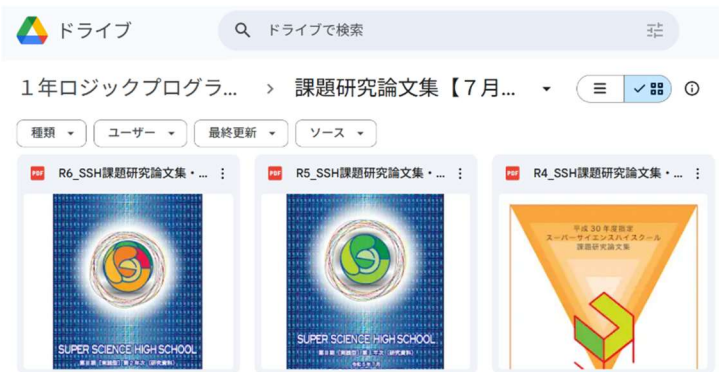 ドライブ
ドライブで検索
１年ロジックプログラ...
課題研究論文集【７月...
種類
ユーザー
最終更新
ソース
PDF R6_SSH課題研究論文集・...
PDF R5_SSH課題研究論文集・...
PDF R4_SSH課題研究論文集・...
SUPER SCIENCE HIGH SCHOOL
SUPER SCIENCE HIGH SCHOOL
平成 30 年度指定
スーパーサイエンスハイスクール
課題研究論文集